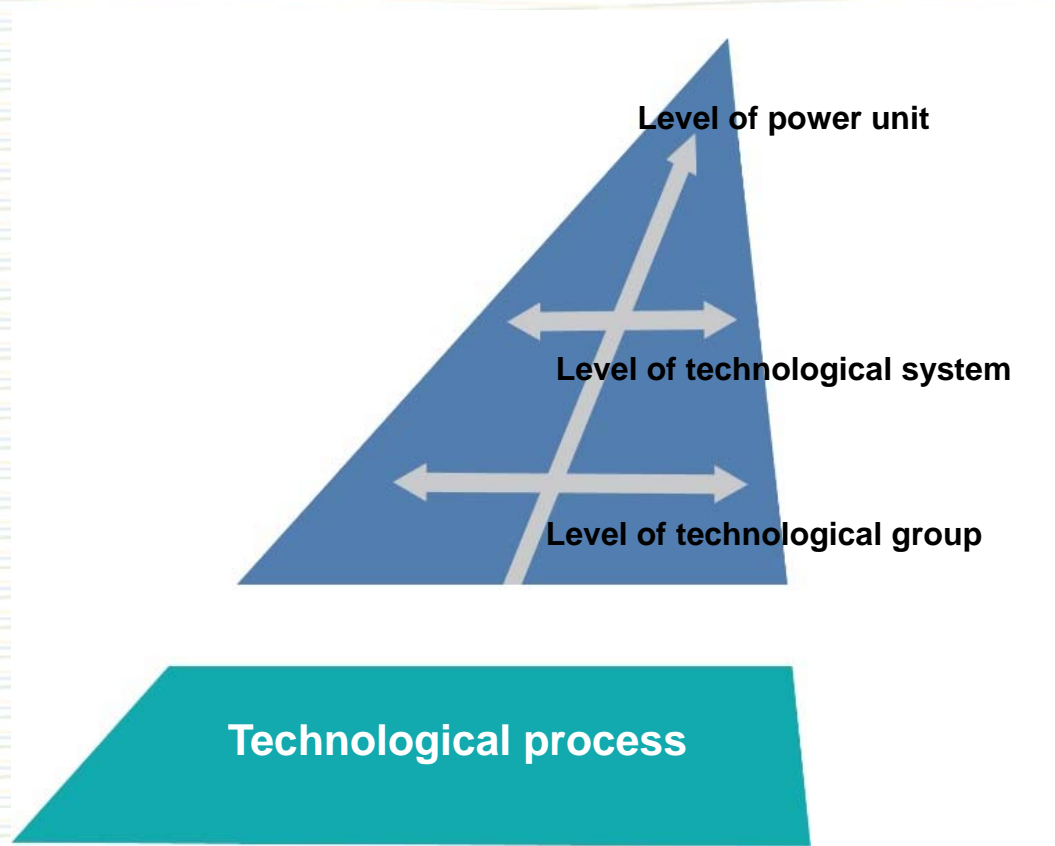 Level of power unit
Level of technological system
Level of technological group
Technological process